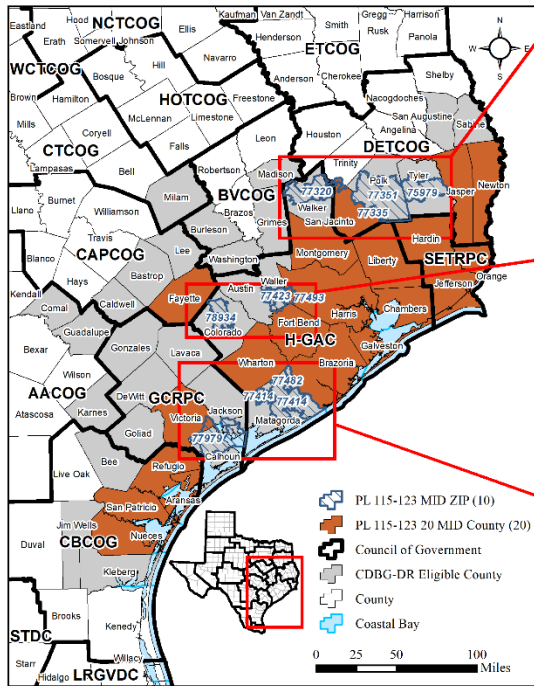 Hood
Kaufman
Van Zandt
Gregg
Harrison
NCTCOG
Smith
Rusk
Eastland
Somervell
Johnson
Ellis
Henderson
Panola
Erath
ETCOG
Navarro
Hill
WCTCOG
Bosque
Anderson
Cherokee
Shelby
N
W
E
S
HOTCOG
Freestone
Nacogdoches
Brown
Hamilton
McLennan
Limestone
San Augustine
Mills
Coryell
Leon
Houston
Angelina
Sabine
CTCOG
Falls
DETCOG
Lampasas
Bell
Robertson
Madison
Trinity
Polk
Tyler
BVCOG
77320
77351
75979
Jasper
Newton
Llano
Burnet
Milam
Brazos
Walker
Williamson
Grimes
San Jacinto
77335
Burleson
Travis
Hardin
CAPCOG
Lee
Washington
Montgomery
Liberty
SETRPC
Blanco
Bastrop
Hays
Waller
Orange
Fayette
Austin
77423
77493
Jefferson
Kendall
Caldwell
Harris
Chambers
Comal
78934
Colorado
Fort Bend
Guadalupe
H-GAC
Gonzales
Galveston
Bexar
Lavaca
Wharton
Brazoria
Wilson
77482
AACOG
DeWitt
77414
77414
GCRPC
Jackson
Atascosa
Karnes
Victoria
Matagorda
Goliad
77979
Calhoun
Bee
Live Oak
Refugio
Aransas
San Patricio
Jim Wells
Nueces
Duval
CBCOG
Kleberg
Brooks
Kenedy
STDC
Starr
Willacy
Hidalgo
LRGVDC
PL 115-123 MID ZIP (10)
PL 115-123 20 MID County (20)
Council of Government
CDBG-DR Eligible County
County
Coastal Bay
0 25 50 100
Miles